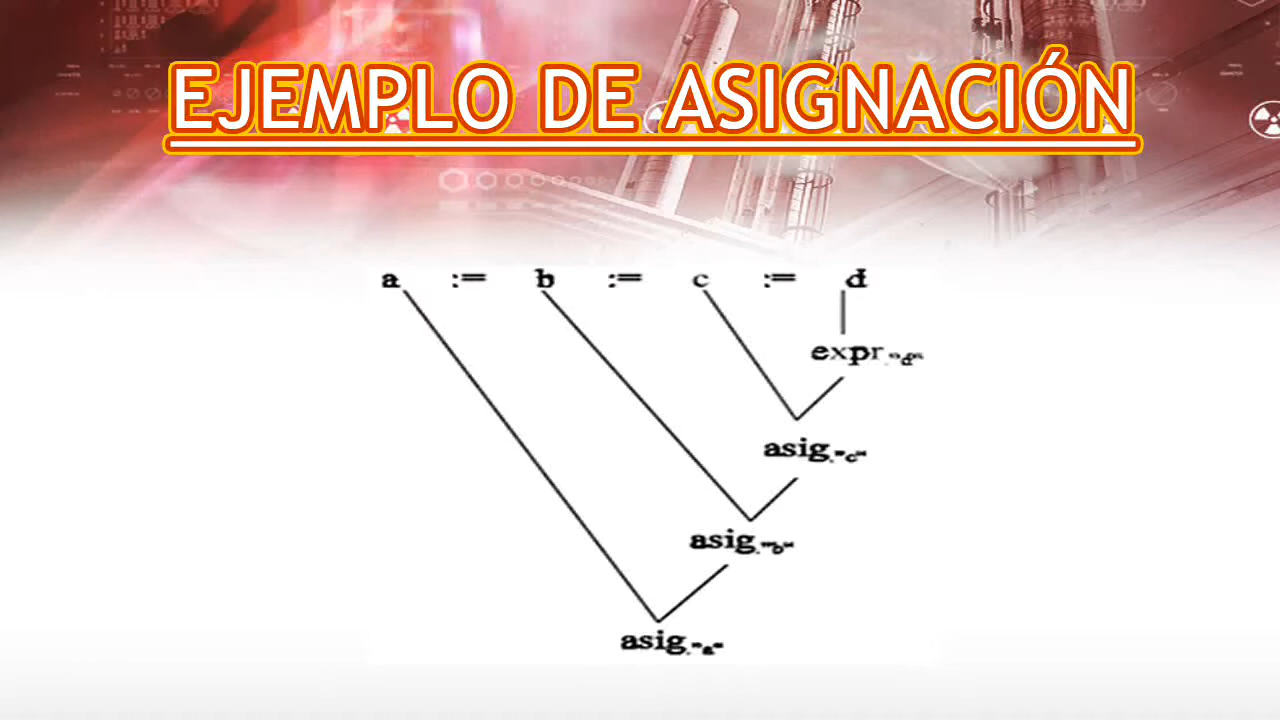 EJEMPLO DE ASIGNACIÓN
a := b := c := d
expr."d"
asig."c"
asig."b"
asig."a"